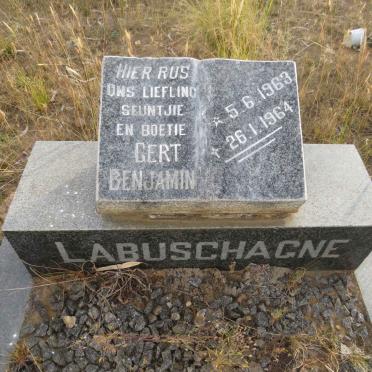 HIER RUS
ONS LIEFLING
SEUNTJIE
EN BOETIE
GERT
BENJAMIN
* 5.6.1963
† 26.1.1964
LABUSCHAGNE